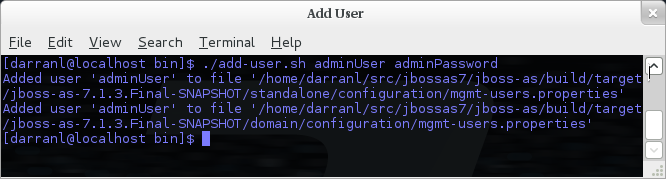 Add User
File Edit View Search Terminal Help
[darranl@localhost bin]$ ./add-user.sh adminUser adminPassword
Added user 'adminUser' to file '/home/darranl/src/jbossas7/jboss-as/build/target
/jboss-as-7.1.3.Final-SNAPSHOT/standalone/configuration/mgmt-users.properties'
Added user 'adminUser' to file '/home/darranl/src/jbossas7/jboss-as/build/target
/jboss-as-7.1.3.Final-SNAPSHOT/domain/configuration/mgmt-users.properties'
[darranl@localhost bin]$